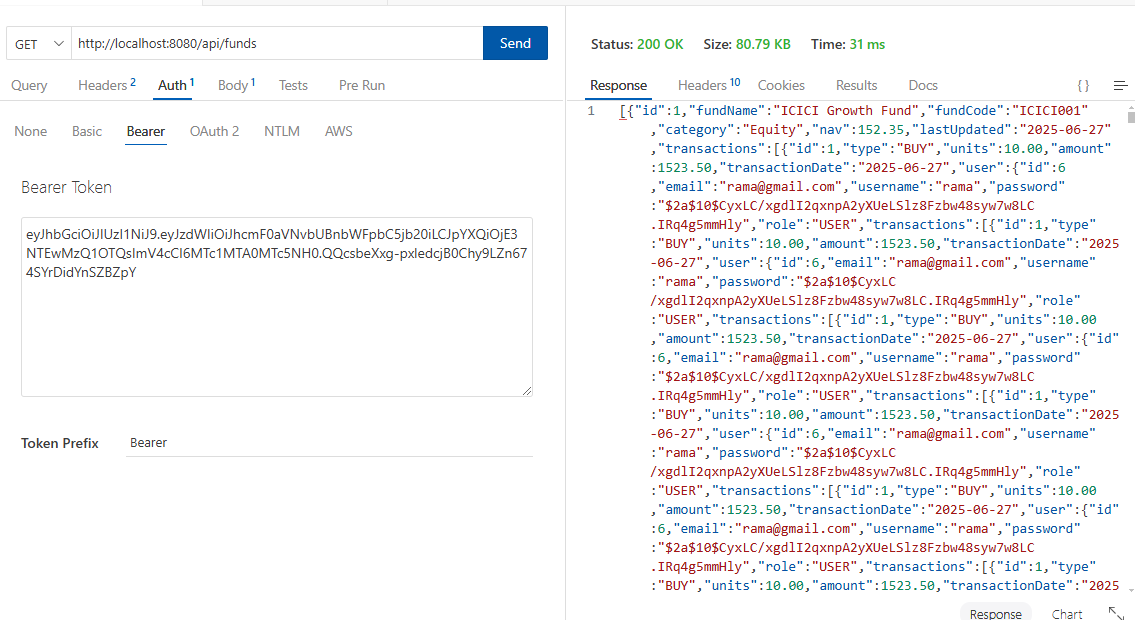 GET http://localhost:8080/api/funds Send
Query Headers 2 Auth 1 Body 1 Tests Pre Run
None Basic Bearer OAuth 2 NTLM AWS
Bearer Token
eyJhbGciOiJIUzI1NiJ9.eyJzdWIiOiJhcmF0aVNvbUBnbWFpbC5jb20iLCJpYXQiOjE3
NTEwMzQ1OTQsImV4cCI6MTc1MTA0MTc5NH0.QQcsbeXxg-pxIedcjB0Chy9LZn67
4SYrDidYnSZBZpY
Token Prefix Bearer
Status: 200 OK Size: 80.79 KB Time: 31 ms
Response Headers 10 Cookies Results Docs { }
1 [{"id":1,"fundName":"ICICI Growth Fund","fundCode":"ICICI001"
,"category":"Equity","nav":152.35,"lastUpdated":"2025-06-27"
,"transactions":[{"id":1,"type":"BUY","units":10.00,"amount"
:1523.50,"transactionDate":"2025-06-27","user":{"id":6
,"email":"rama@gmail.com","username":"rama","password"
:"$2a$10$CyxLC/xgdlI2qxnpA2yXUeLSlz8Fzbw48syw7w8LC
.IRq4g5mmHly","role":"USER","transactions":[{"id":1,"type"
:"BUY","units":10.00,"amount":1523.50,"transactionDate":"2025
-06-27","user":{"id":6,"email":"rama@gmail.com","username"
:"rama","password":"$2a$10$CyxLC
/xgdlI2qxnpA2yXUeLSlz8Fzbw48syw7w8LC.IRq4g5mmHly","role"
:"USER","transactions":[{"id":1,"type":"BUY","units":10.00
,"amount":1523.50,"transactionDate":"2025-06-27","user":{"id"
:6,"email":"rama@gmail.com","username":"rama","password"
:"$2a$10$CyxLC/xgdlI2qxnpA2yXUeLSlz8Fzbw48syw7w8LC
.IRq4g5mmHly","role":"USER","transactions":[{"id":1,"type"
:"BUY","units":10.00,"amount":1523.50,"transactionDate":"2025
-06-27","user":{"id":6,"email":"rama@gmail.com","username"
:"rama","password":"$2a$10$CyxLC
/xgdlI2qxnpA2yXUeLSlz8Fzbw48syw7w8LC.IRq4g5mmHly","role"
:"USER","transactions":[{"id":1,"type":"BUY","units":10.00
,"amount":1523.50,"transactionDate":"2025-06-27","user":{"id"
:6,"email":"rama@gmail.com","username":"rama","password"
:"$2a$10$CyxLC/xgdlI2qxnpA2yXUeLSlz8Fzbw48syw7w8LC
.IRq4g5mmHly","role":"USER","transactions":[{"id":1,"type"
:"BUY","units":10.00,"amount":1523.50,"transactionDate":"2025
Response Chart